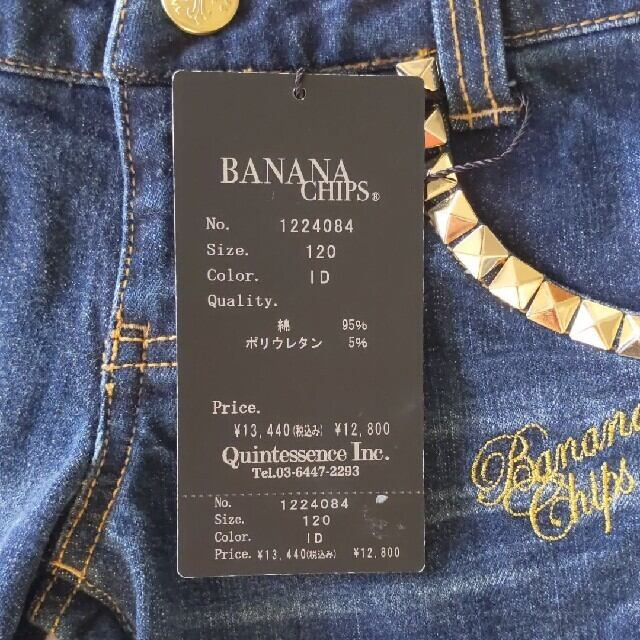 BANANA
CHIPS®
No. 1224084
Size. 120
Color. ID
Quality.
綿 95%
ポリウレタン 5%
Price.
¥13,440(税込み) ¥12,800
Quintessence Inc.
Tel.03-6447-2293
No. 1224084
Size. 120
Color. ID
Price. ¥13,440(税込み) ¥12,800
Banana
Chips